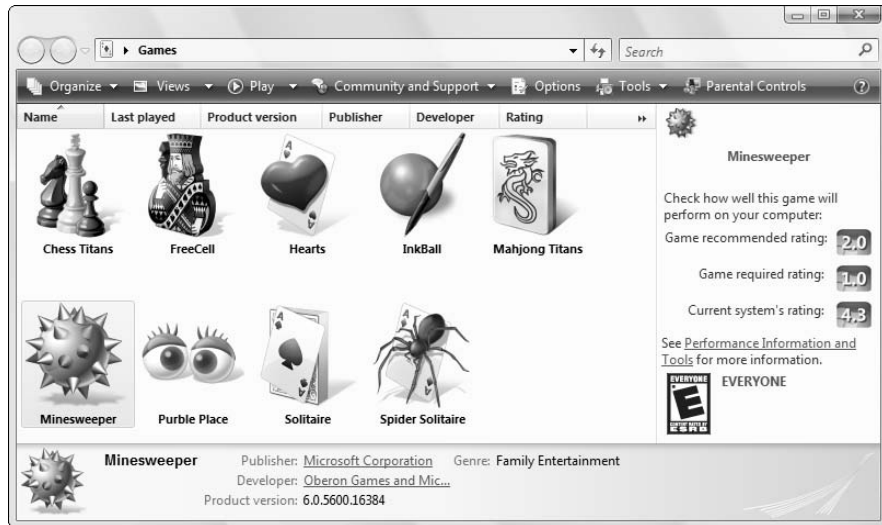 Games
Search
Organize Views Play Community and Support Options Tools Parental Controls
Name Last played Product version Publisher Developer Rating
Chess Titans FreeCell Hearts InkBall Mahjong Titans
Minesweeper Purble Place Solitaire Spider Solitaire
Minesweeper
Check how well this game will
perform on your computer:
Game recommended rating: 2.0
Game required rating: 1.0
Current system's rating: 4.3
See Performance Information and
Tools for more information.
EVERYONE
E
CONTENT RATED BY
ESRB
EVERYONE
Minesweeper Publisher: Microsoft Corporation Genre: Family Entertainment
Developer: Oberon Games and Mic...
Product version: 6.0.5600.16384